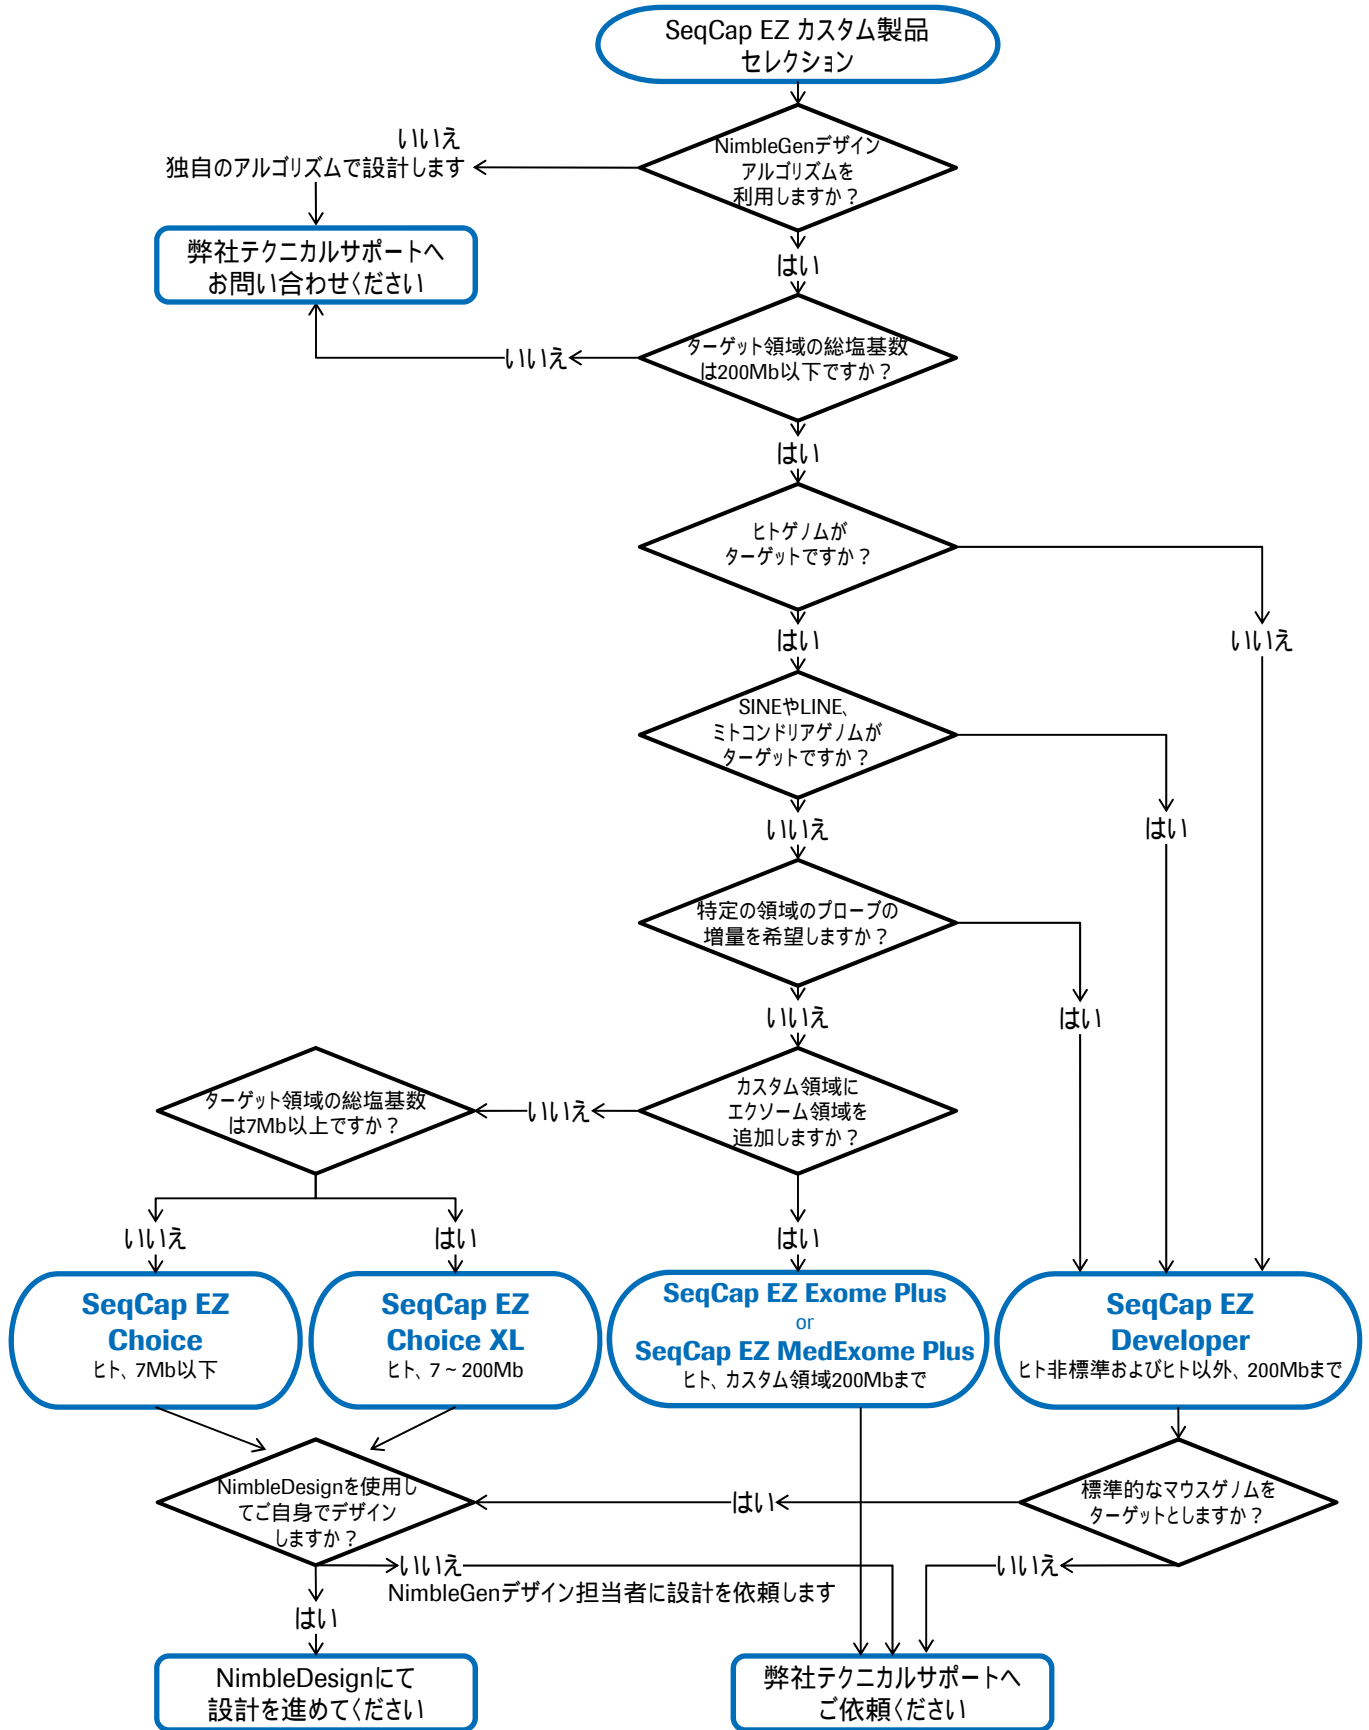 SeqCap EZ カスタム製品
セレクション
NimbleGenデザイン
アルゴリズムを
利用しますか？
いいえ
独自のアルゴリズムで設計します
弊社テクニカルサポートへ
お問い合わせください
はい
ターゲット領域の総塩基数
は200Mb以下ですか？
いいえ
はい
ヒトゲノムが
ターゲットですか？
はい
いいえ
SINEやLINE、
ミトコンドリアゲノムが
ターゲットですか？
いいえ
はい
特定の領域のプローブの
増量を希望しますか？
いいえ
はい
カスタム領域に
エクソーム領域を
追加しますか？
いいえ
ターゲット領域の総塩基数
は7Mb以上ですか？
いいえ
はい
はい
SeqCap EZ
Choice
ヒト、7Mb以下
SeqCap EZ
Choice XL
ヒト、7～200Mb
SeqCap EZ Exome Plus
or
SeqCap EZ MedExome Plus
ヒト、カスタム領域200Mbまで
SeqCap EZ
Developer
ヒト非標準およびヒト以外、200Mbまで
NimbleDesignを使用し
てご自身でデザイン
しますか？
はい
標準的なマウスゲノムを
ターゲットとしますか？
いいえ
NimbleGenデザイン担当者に設計を依頼します
いいえ
はい
NimbleDesignにて
設計を進めてください
弊社テクニカルサポートへ
ご依頼ください